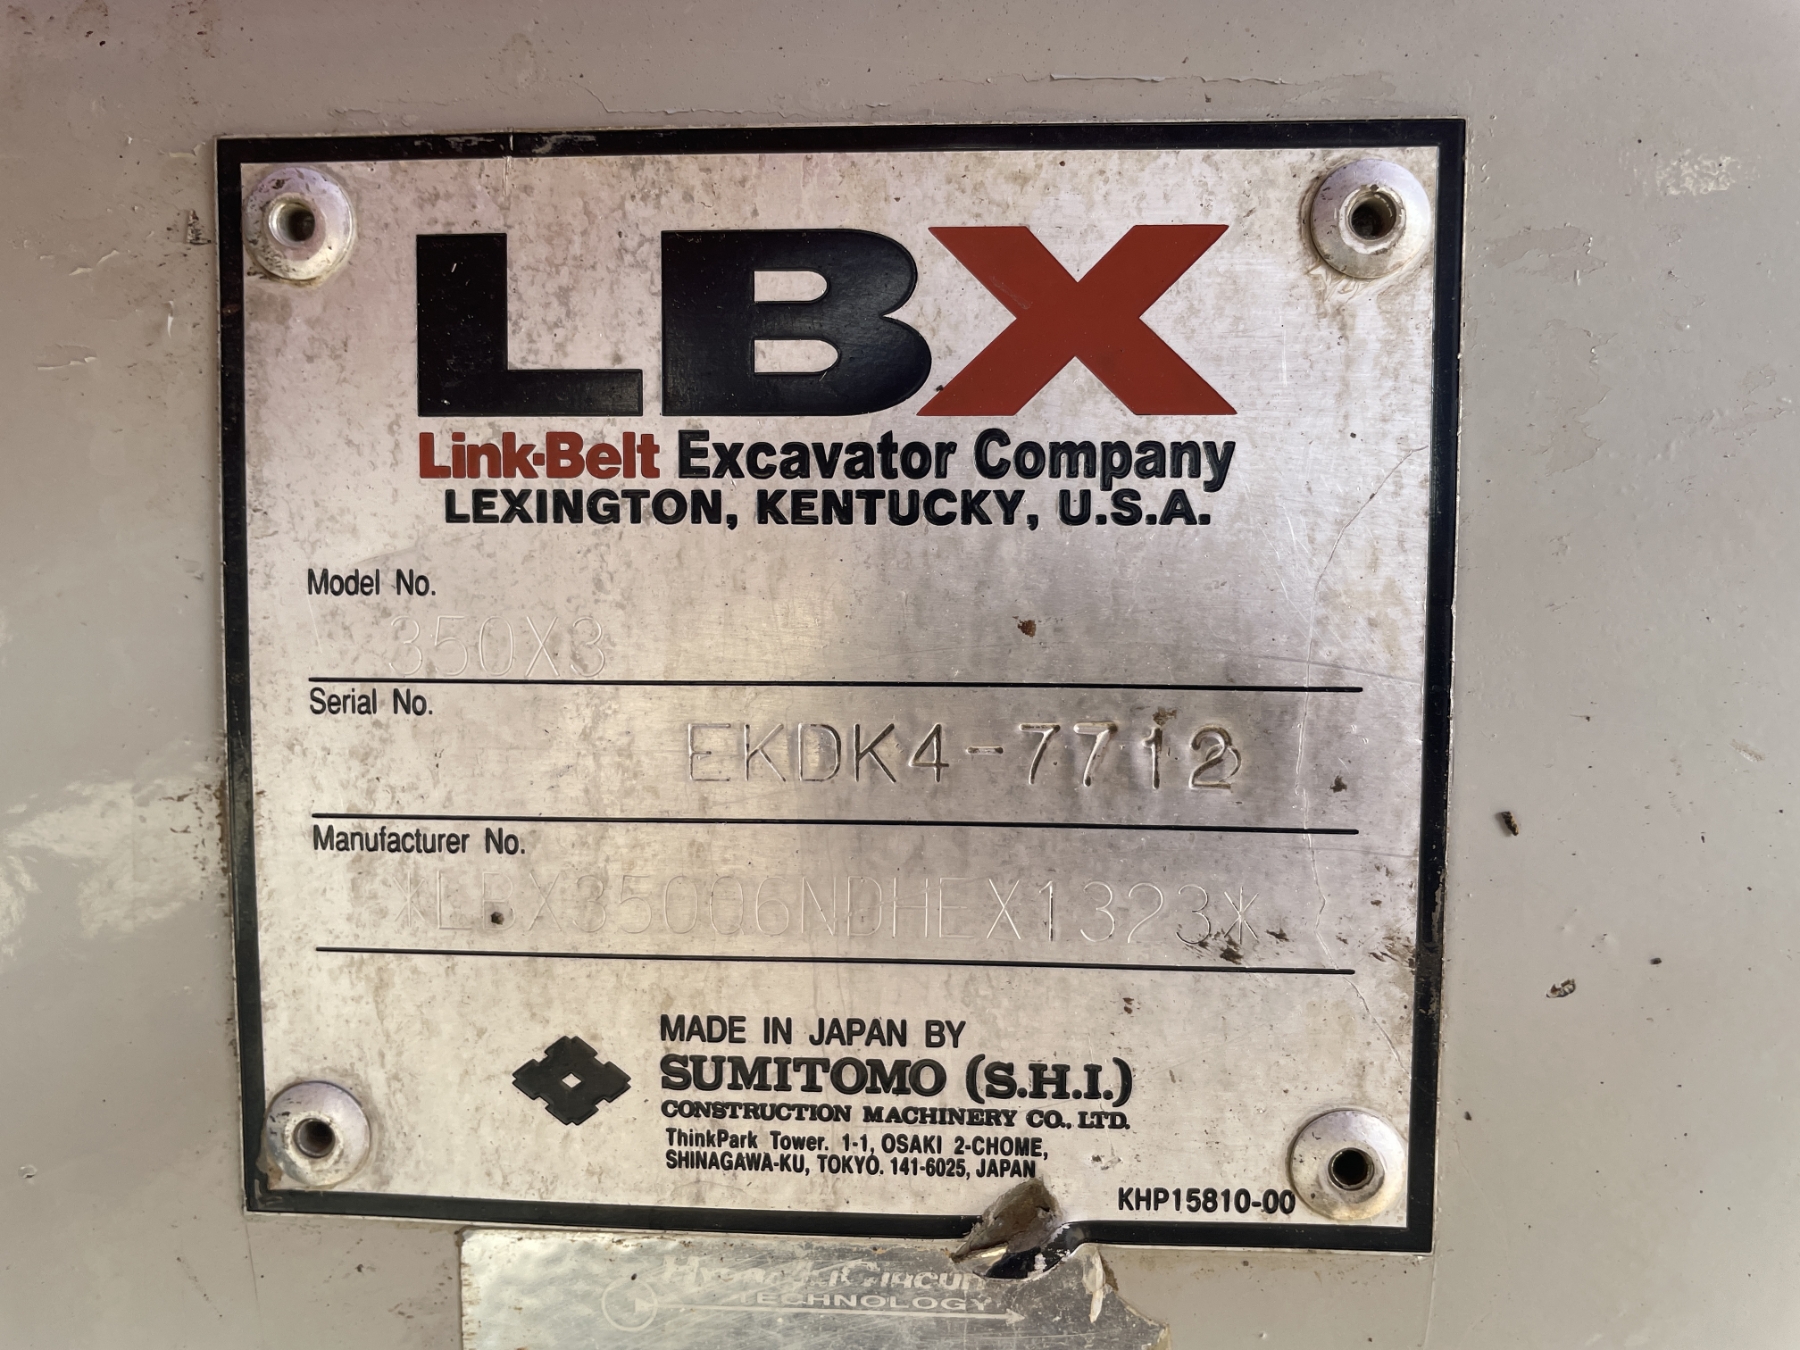 LBX
Link-Belt Excavator Company
LEXINGTON, KENTUCKY, U.S.A.
Model No.
350X3
Serial No.
EKDK4-7712
Manufacturer No.
*LBX350Q6NDHEX1323*
MADE IN JAPAN BY
SUMITOMO (S.H.I.)
CONSTRUCTION MACHINERY CO., LTD.
ThinkPark Tower. 1-1, OSAKI 2-CHOME,
SHINAGAWA-KU, TOKYO. 141-6025, JAPAN
KHP15810-00
TECHNOLOGY